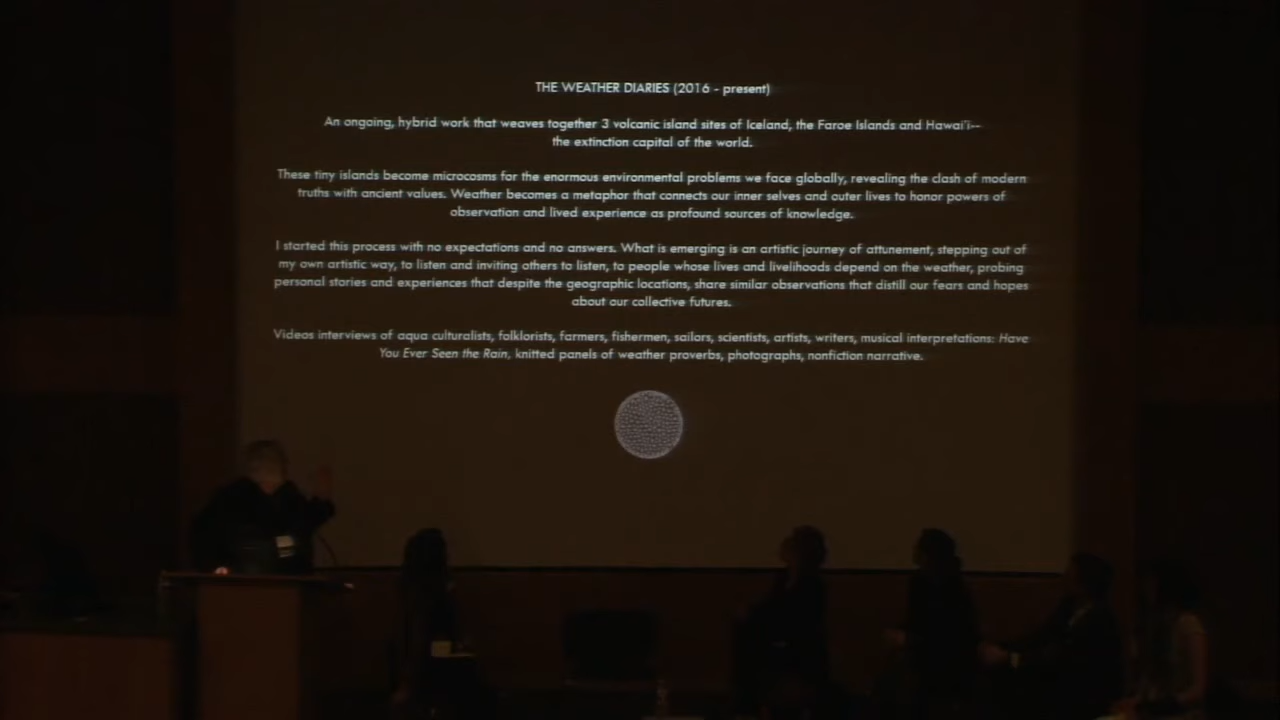 THE WEATHER DIARIES (2016 - present)
An ongoing, hybrid work that weaves together 3 volcanic island sites of Iceland, the Faroe Islands and Hawai'i--
the extinction capital of the world.
These tiny islands become microcosms for the enormous environmental problems we face globally, revealing the clash of modern
truths with ancient values. Weather becomes a metaphor that connects our inner selves and outer lives to honor powers of
observation and lived experience as profound sources of knowledge.
I started this process with no expectations and no answers. What is emerging is an artistic journey of attunement, stepping out of
my own artistic way, to listen and inviting others to listen, to people whose lives and livelihoods depend on the weather, probing
personal stories and experiences that despite the geographic locations, share similar observations that distill our fears and hopes
about our collective futures.
Videos interviews of aqua culturalists, folklorists, farmers, fishermen, sailors, scientists, artists, writers, musical interpretations: Have
You Ever Seen the Rain, knitted panels of weather proverbs, photographs, nonfiction narrative.